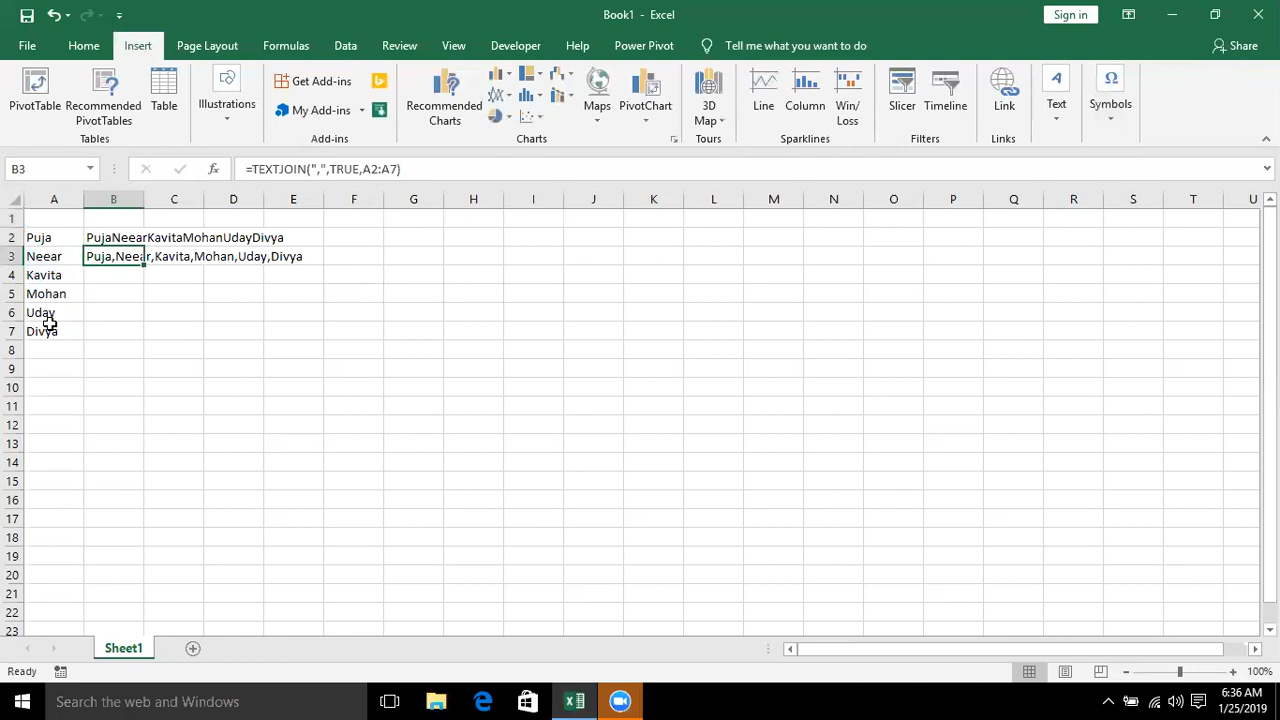 Book1 - Excel
Sign in
File Home Insert Page Layout Formulas Data Review View Developer Help Power Pivot Tell me what you want to do Share
PivotTable
Recommended PivotTables
Table
Tables
Illustrations
Get Add-ins
My Add-ins
Add-ins
Recommended Charts
Maps
PivotChart
Charts
3D Map
Tours
Line
Column
Win/Loss
Sparklines
Slicer
Timeline
Filters
Link
Links
Text
Symbols
B3 fx =TEXTJOIN(",",TRUE,A2:A7)
A B C D E F G H I J K L M N O P Q R S T U
1
2 Puja PujaNeearKavitaMohanUdayDivya
3 Neear Puja,Neear,Kavita,Mohan,Uday,Divya
4 Kavita
5 Mohan
6 Uday
7 Divya
8
9
10
11
12
13
14
15
16
17
18
19
20
21
22
23
Sheet1
Ready 100%
Search the web and Windows
6:36 AM
1/25/2019